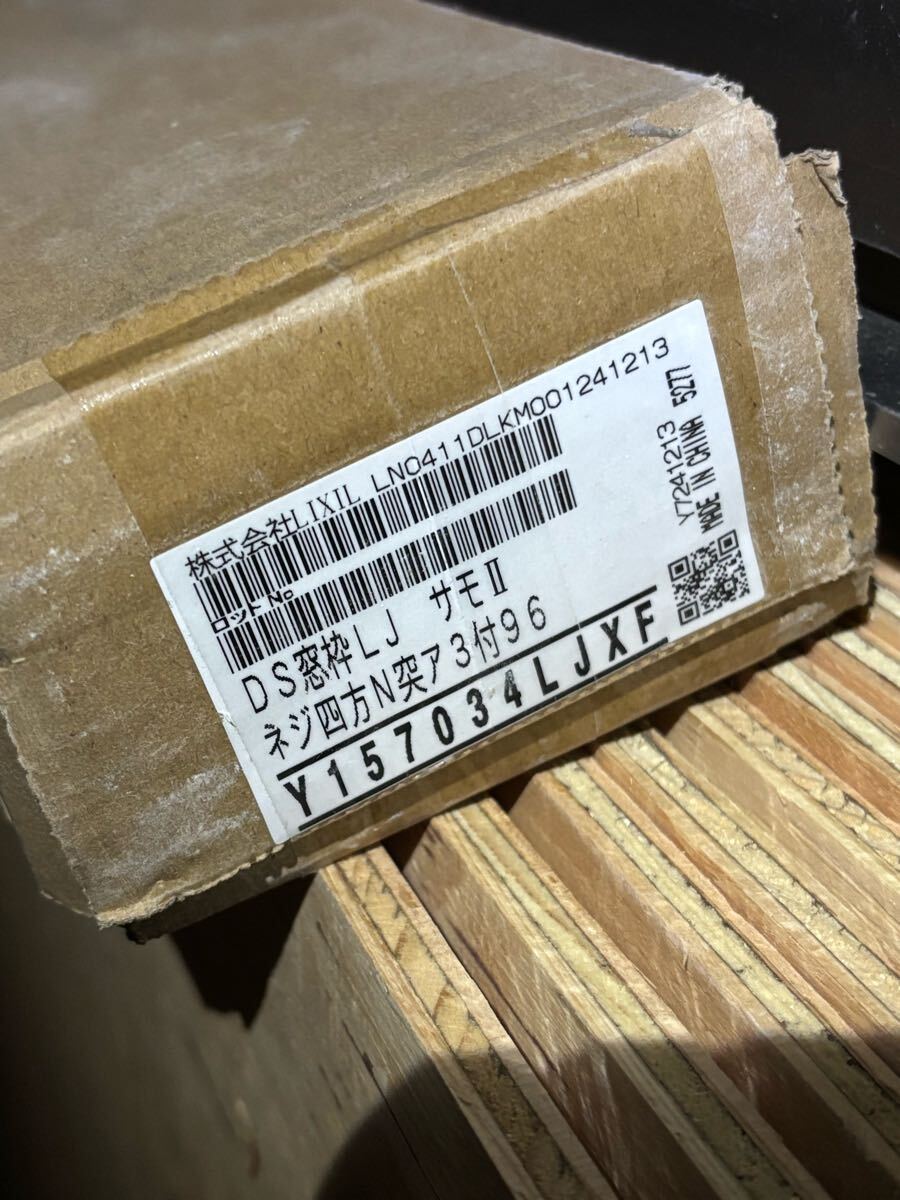 株式会社LIXIL LN0411DLKM001241213
ロットNo
DS窓枠LJ サモⅡ
ネジ四方N突ア3付96
Y157034LJXF
Y7241213
MADE IN CHINA 5277